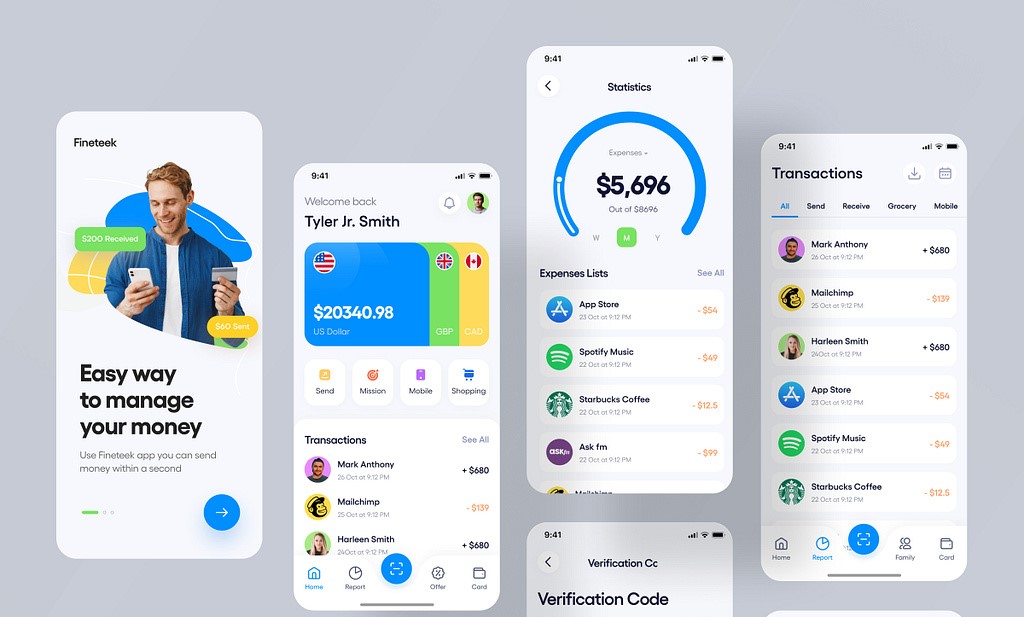 Fineteek
$200 Received
$60 Sent
Easy way
to manage
your money
Use Fineteek app you can send
money within a second
9:41
Welcome back
Tyler Jr. Smith
$20340.98
US Dollar
GBP
CAD
Send
Mission
Mobile
Shopping
Transactions
See All
Mark Anthony
+ $680
26 Oct at 9:12 PM
Mailchimp
- $139
25 Oct at 9:12 PM
Harleen Smith
+ $680
24Oct at 9:12 PM
Home
Report
Offer
Card
9:41
Statistics
Expenses
$5,696
Out of $8696
W
M
Y
Expenses Lists
See All
App Store
- $54
23 Oct at 9:12 PM
Spotify Music
- $49
22 Oct at 9:12 PM
Starbucks Coffee
- $12.5
22 Oct at 9:12 PM
askfm
Ask fm
- $99
22 Oct at 9:12 PM
Mailchimp
9:41
Verification Cc
Verification Code
9:41
Transactions
All
Send
Receive
Grocery
Mobile
Mark Anthony
+ $680
26 Oct at 9:12 PM
Mailchimp
- $139
25 Oct at 9:12 PM
Harleen Smith
+ $680
24Oct at 9:12 PM
App Store
- $54
23 Oct at 9:12 PM
Spotify Music
- $49
22 Oct at 9:12 PM
Starbucks Coffee
- $12.5
22 Oct at 9:12 PM
Home
Report
Family
Card